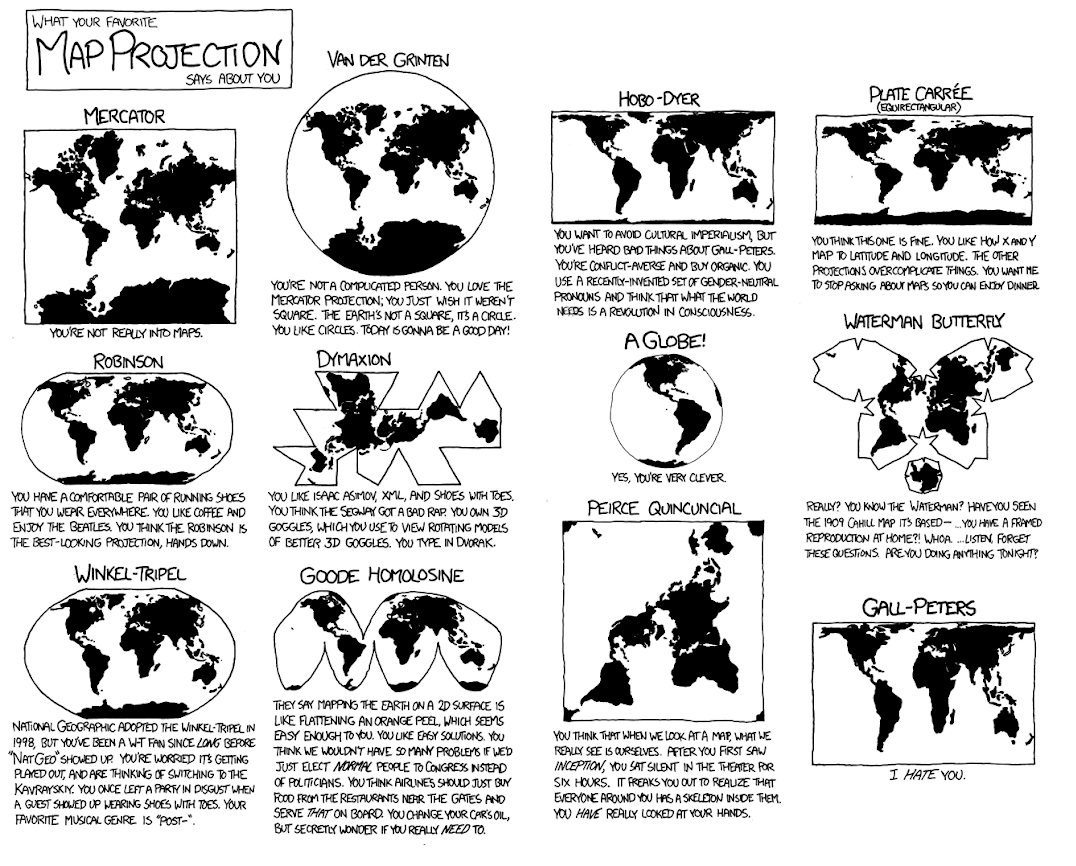 WHAT YOUR FAVORITE
MAP PROJECTION
SAYS ABOUT YOU
MERCATOR
YOU'RE NOT REALLY INTO MAPS.
VAN DER GRINTEN
YOU'RE NOT A COMPLICATED PERSON. YOU LOVE THE
MERCATOR PROJECTION; YOU JUST WISH IT WEREN'T
SQUARE. THE EARTH'S NOT A SQUARE, IT'S A CIRCLE.
YOU LIKE CIRCLES. TODAY IS GONNA BE A GOOD DAY!
ROBINSON
YOU HAVE A COMFORTABLE PAIR OF RUNNING SHOES
THAT YOU WEAR EVERYWHERE. YOU LIKE COFFEE AND
ENJOY THE BEATLES. YOU THINK THE ROBINSON IS
THE BEST-LOOKING PROJECTION, HANDS DOWN.
DYMAXION
YOU LIKE ISAAC ASIMOV, XML, AND SHOES WITH TOES.
YOU THINK THE SEGWAY GOT A BAD RAP. YOU OWN 3D
GOGGLES, WHICH YOU USE TO VIEW ROTATING MODELS
OF BETTER 3D GOGGLES. YOU TYPE IN DVORAK.
WINKEL-TRIPEL
NATIONAL GEOGRAPHIC ADOPTED THE WINKEL-TRIPEL IN
1998, BUT YOU'VE BEEN A W-T FAN SINCE LONG BEFORE
"NAT GEO" SHOWED UP. YOU'RE WORRIED IT'S GETTING
PLAYED OUT, AND ARE THINKING OF SWITCHING TO THE
KAVRAYSKIY. YOU ONCE LEFT A PARTY IN DISGUST WHEN
A GUEST SHOWED UP WEARING SHOES WITH TOES. YOUR
FAVORITE MUSICAL GENRE IS "POST-".
GOODE HOMOLOSINE
THEY SAY MAPPING THE EARTH ON A 2D SURFACE IS
LIKE FLATTENING AN ORANGE PEEL, WHICH SEEMS
EASY ENOUGH TO YOU. YOU LIKE EASY SOLUTIONS. YOU
THINK WE WOULDN'T HAVE SO MANY PROBLEMS IF WE'D
JUST ELECT NORMAL PEOPLE TO CONGRESS INSTEAD
OF POLITICIANS. YOU THINK AIRLINES SHOULD JUST BUY
FOOD FROM THE RESTAURANTS NEAR THE GATES AND
SERVE THAT ON BOARD. YOU CHANGE YOUR CAR'S OIL,
BUT SECRETLY WONDER IF YOU REALLY NEED TO.
HOBO-DYER
YOU WANT TO AVOID CULTURAL IMPERIALISM, BUT
YOU'VE HEARD BAD THINGS ABOUT GALL-PETERS.
YOU'RE CONFLICT-AVERSE AND BUY ORGANIC. YOU
USE A RECENTLY-INVENTED SET OF GENDER-NEUTRAL
PRONOUNS AND THINK THAT WHAT THE WORLD
NEEDS IS A REVOLUTION IN CONSCIOUSNESS.
PLATE CARRÉE
(EQUIRECTANGULAR)
YOU THINK THIS ONE IS FINE. YOU LIKE HOW X AND Y
MAP TO LATITUDE AND LONGITUDE. THE OTHER
PROJECTIONS OVERCOMPLICATE THINGS. YOU WANT ME
TO STOP ASKING ABOUT MAPS SO YOU CAN ENJOY DINNER.
A GLOBE!
YES, YOU'RE VERY CLEVER.
WATERMAN BUTTERFLY
REALLY? YOU KNOW THE WATERMAN? HAVE YOU SEEN
THE 1909 CAHILL MAP IT'S BASED— ...YOU HAVE A FRAMED
REPRODUCTION AT HOME?! WHOA. ...LISTEN, FORGET
THESE QUESTIONS. ARE YOU DOING ANYTHING TONIGHT?
PEIRCE QUINCUNCIAL
YOU THINK THAT WHEN WE LOOK AT A MAP, WHAT WE
REALLY SEE IS OURSELVES. AFTER YOU FIRST SAW
INCEPTION, YOU SAT SILENT IN THE THEATER FOR
SIX HOURS. IT FREAKS YOU OUT TO REALIZE THAT
EVERYONE AROUND YOU HAS A SKELETON INSIDE THEM.
YOU HAVE REALLY LOOKED AT YOUR HANDS.
GALL-PETERS
I HATE YOU.